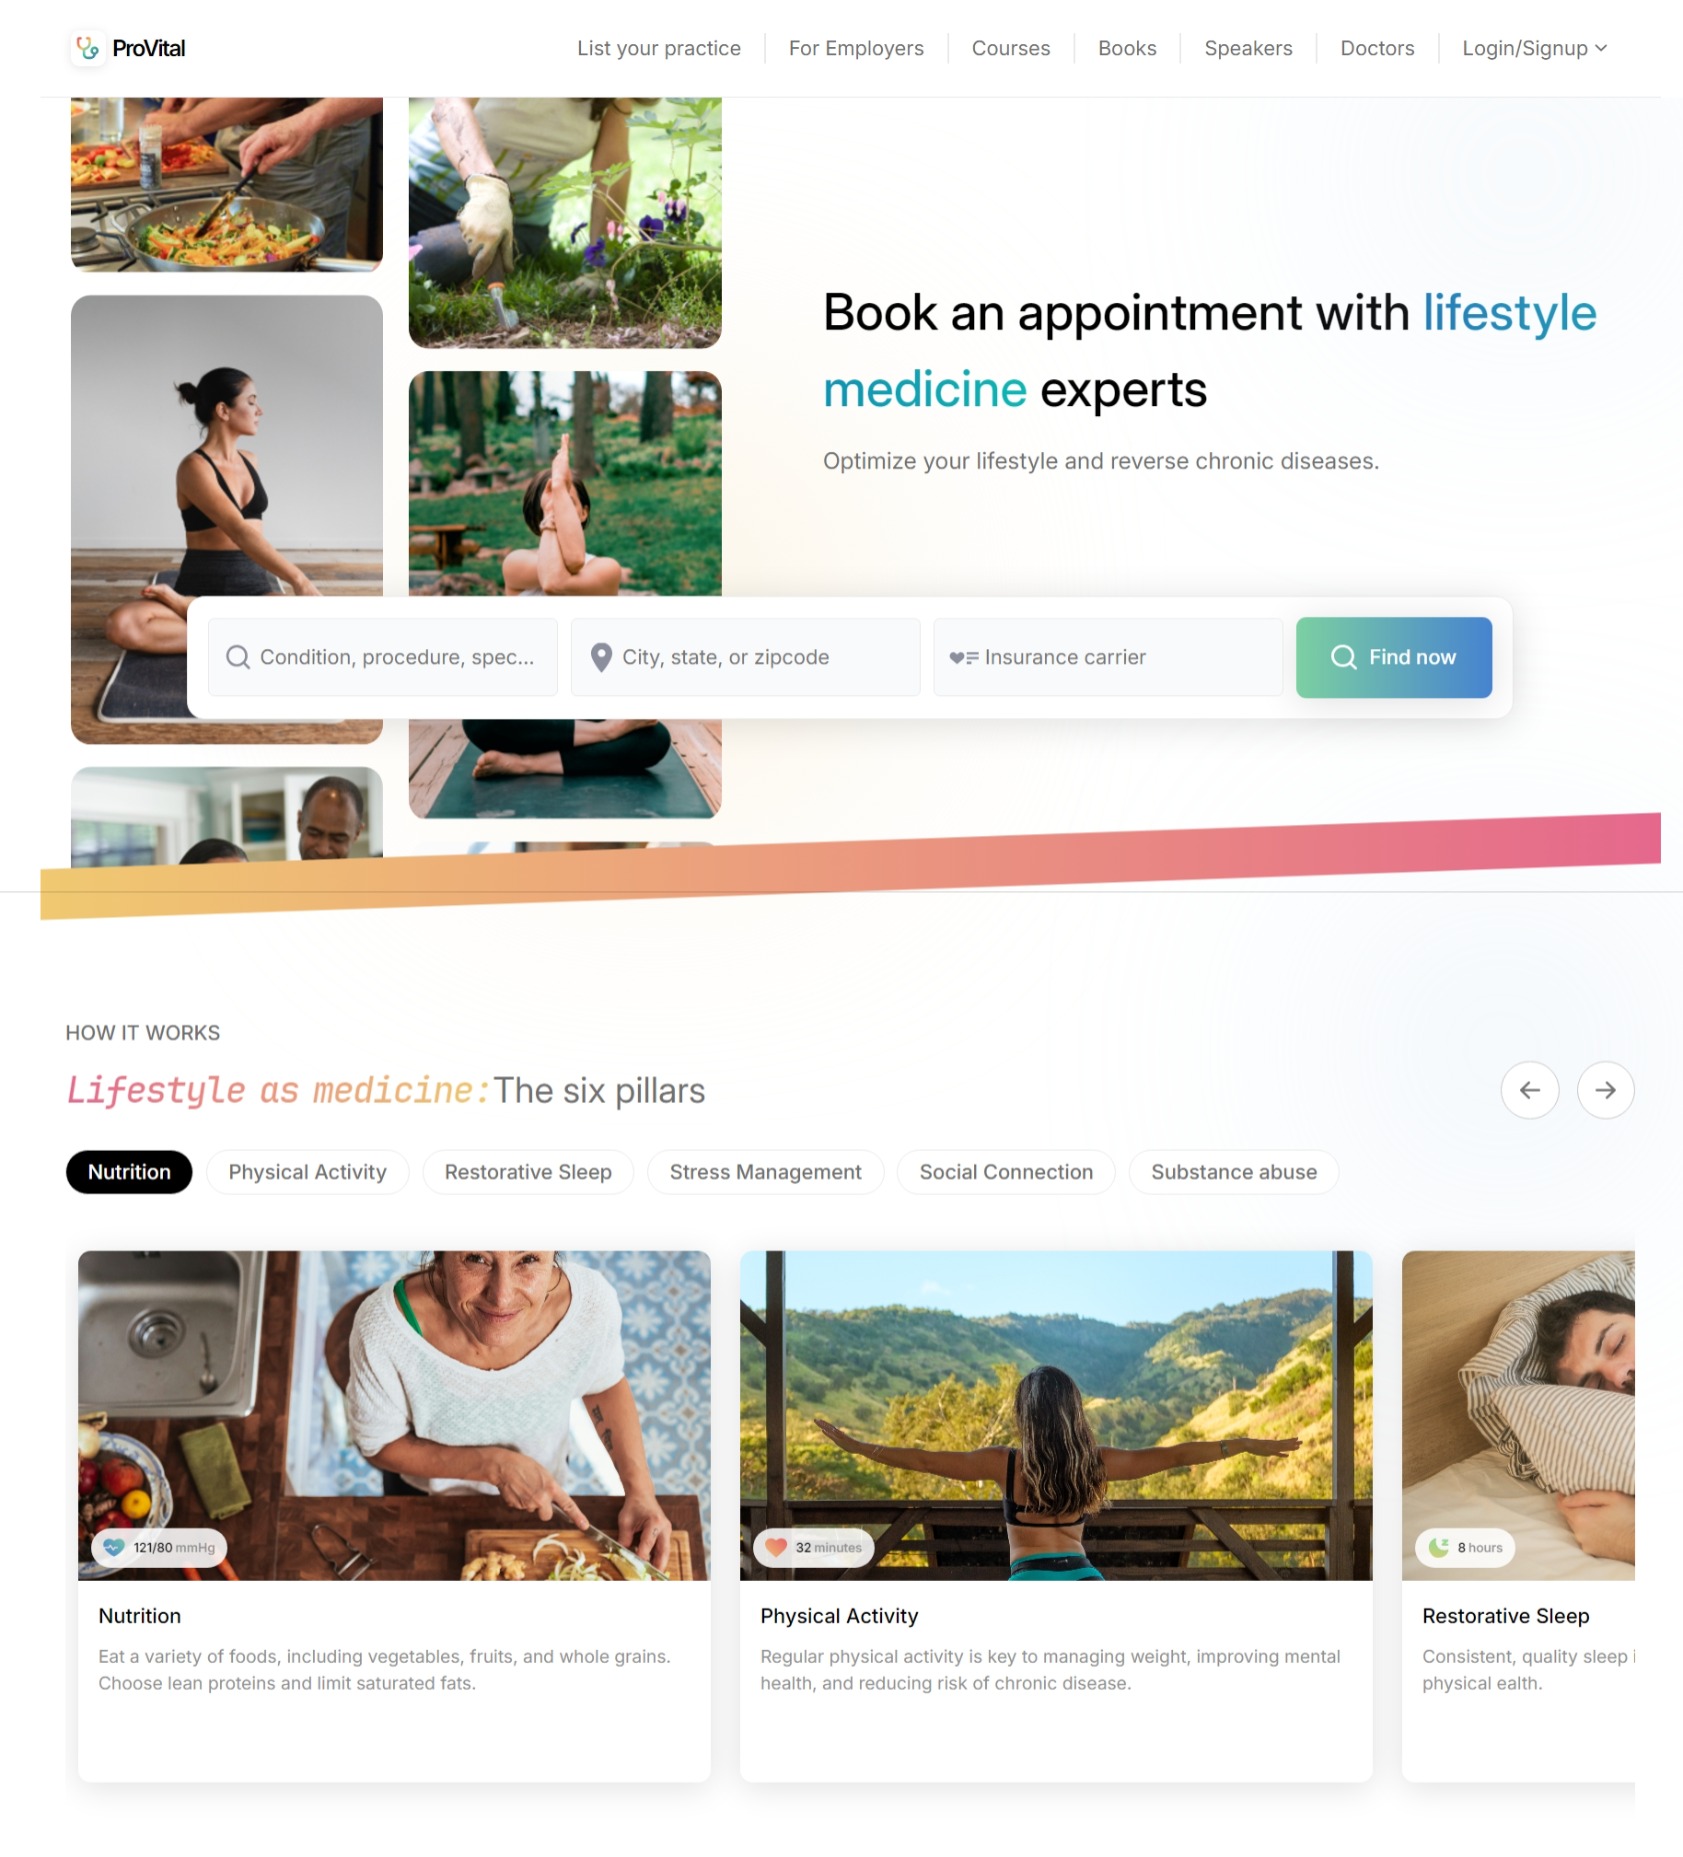 ProVital
List your practice
For Employers
Courses
Books
Speakers
Doctors
Login/Signup
Book an appointment with lifestyle
medicine experts
Optimize your lifestyle and reverse chronic diseases.
Condition, procedure, spec...
City, state, or zipcode
Insurance carrier
Find now
HOW IT WORKS
Lifestyle as medicine:The six pillars
Nutrition
Physical Activity
Restorative Sleep
Stress Management
Social Connection
Substance abuse
121/80 mmHg
Nutrition
Eat a variety of foods, including vegetables, fruits, and whole grains.
Choose lean proteins and limit saturated fats.
32 minutes
Physical Activity
Regular physical activity is key to managing weight, improving mental
health, and reducing risk of chronic disease.
8 hours
Restorative Sleep
Consistent, quality sleep
physical ealth.